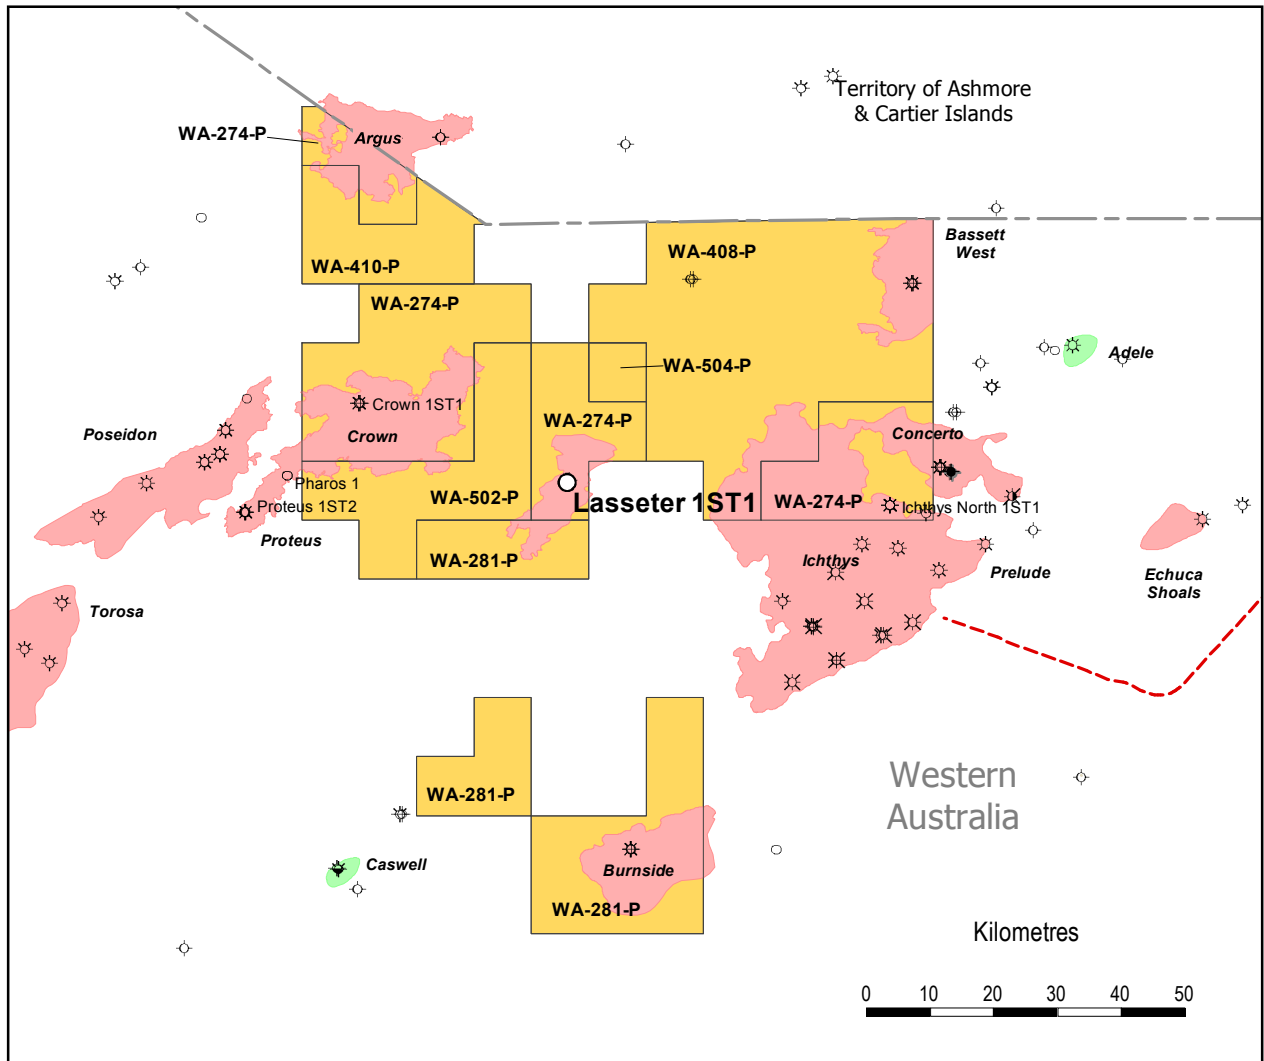 Territory of Ashmore
& Cartier Islands
WA-274-P
Argus
Bassett
West
WA-408-P
WA-410-P
WA-274-P
Adele
WA-504-P
Crown 1ST1
WA-274-P
Poseidon
Crown
Concerto
Pharos 1
WA-502-P
Lasseter 1ST1
WA-274-P
Proteus 1ST2
Ichthys North 1ST1
Proteus
WA-281-P
Ichthys
Prelude
Echuca
Shoals
Torosa
Western
Australia
WA-281-P
Caswell
Burnside
WA-281-P
Kilometres
0 10 20 30 40 50